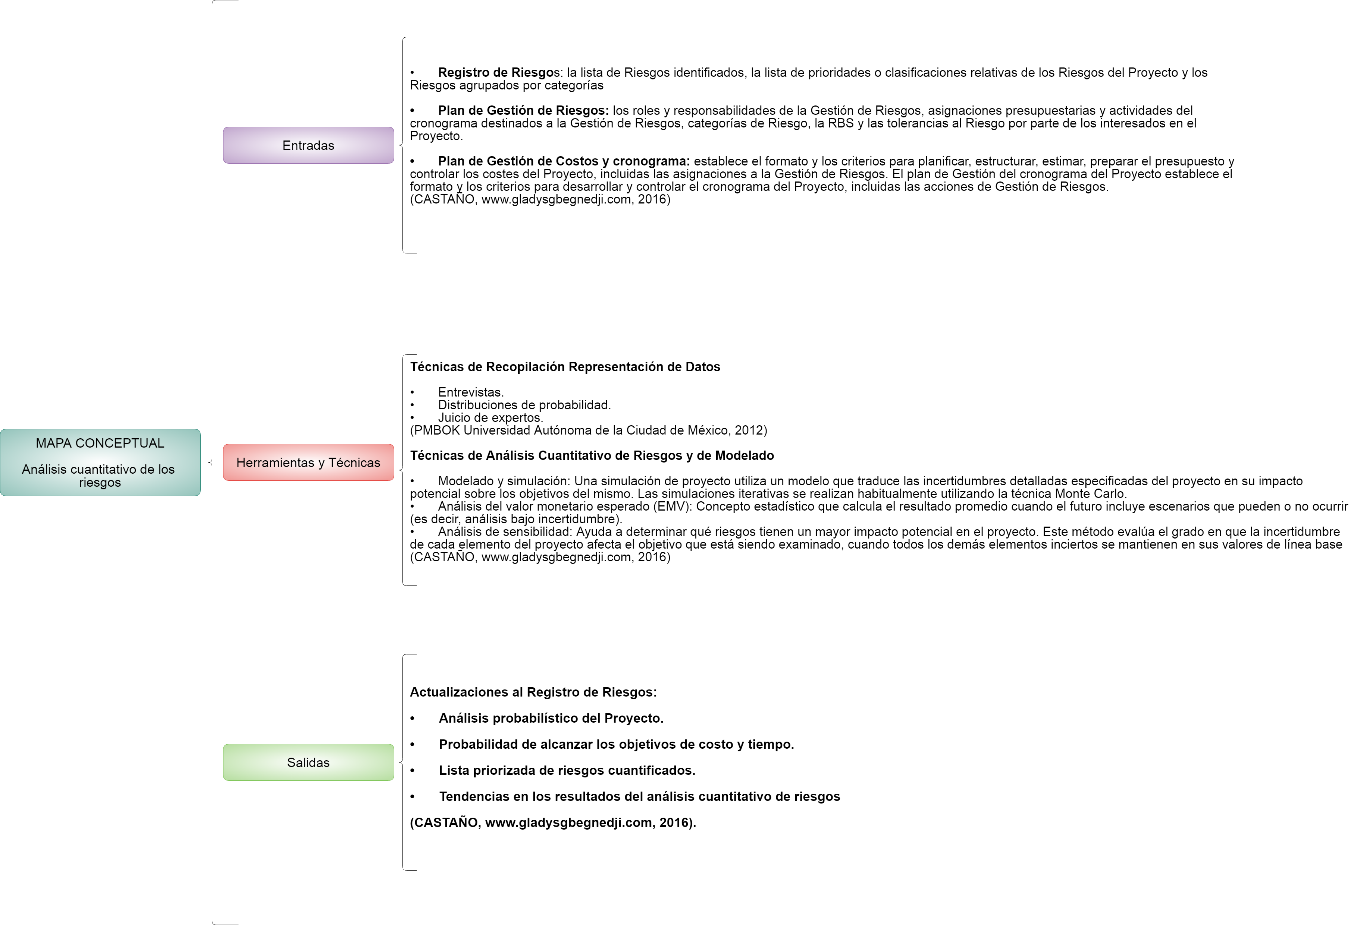 MAPA CONCEPTUAL
Análisis cuantitativo de los
riesgos
Entradas
• Registro de Riesgos: la lista de Riesgos identificados, la lista de prioridades o clasificaciones relativas de los Riesgos del Proyecto y los
Riesgos agrupados por categorías
• Plan de Gestión de Riesgos: los roles y responsabilidades de la Gestión de Riesgos, asignaciones presupuestarias y actividades del
cronograma destinados a la Gestión de Riesgos, categorías de Riesgo, la RBS y las tolerancias al Riesgo por parte de los interesados en el
Proyecto.
• Plan de Gestión de Costos y cronograma: establece el formato y los criterios para planificar, estructurar, estimar, preparar el presupuesto y
controlar los costes del Proyecto, incluidas las asignaciones a la Gestión de Riesgos. El plan de Gestión del cronograma del Proyecto establece el
formato y los criterios para desarrollar y controlar el cronograma del Proyecto, incluidas las acciones de Gestión de Riesgos.
(CASTAÑO, www.gladysgbegnedji.com, 2016)
Herramientas y Técnicas
Técnicas de Recopilación Representación de Datos
• Entrevistas.
• Distribuciones de probabilidad.
• Juicio de expertos.
(PMBOK Universidad Autónoma de la Ciudad de México, 2012)
Técnicas de Análisis Cuantitativo de Riesgos y de Modelado
• Modelado y simulación: Una simulación de proyecto utiliza un modelo que traduce las incertidumbres detalladas especificadas del proyecto en su impacto
potencial sobre los objetivos del mismo. Las simulaciones iterativas se realizan habitualmente utilizando la técnica Monte Carlo.
• Análisis del valor monetario esperado (EMV): Concepto estadístico que calcula el resultado promedio cuando el futuro incluye escenarios que pueden o no ocurrir
(es decir, análisis bajo incertidumbre).
• Análisis de sensibilidad: Ayuda a determinar qué riesgos tienen un mayor impacto potencial en el proyecto. Este método evalúa el grado en que la incertidumbre
de cada elemento del proyecto afecta el objetivo que está siendo examinado, cuando todos los demás elementos inciertos se mantienen en sus valores de línea base
(CASTAÑO, www.gladysgbegnedji.com, 2016)
Salidas
Actualizaciones al Registro de Riesgos:
• Análisis probabilístico del Proyecto.
• Probabilidad de alcanzar los objetivos de costo y tiempo.
• Lista priorizada de riesgos cuantificados.
• Tendencias en los resultados del análisis cuantitativo de riesgos
(CASTAÑO, www.gladysgbegnedji.com, 2016).